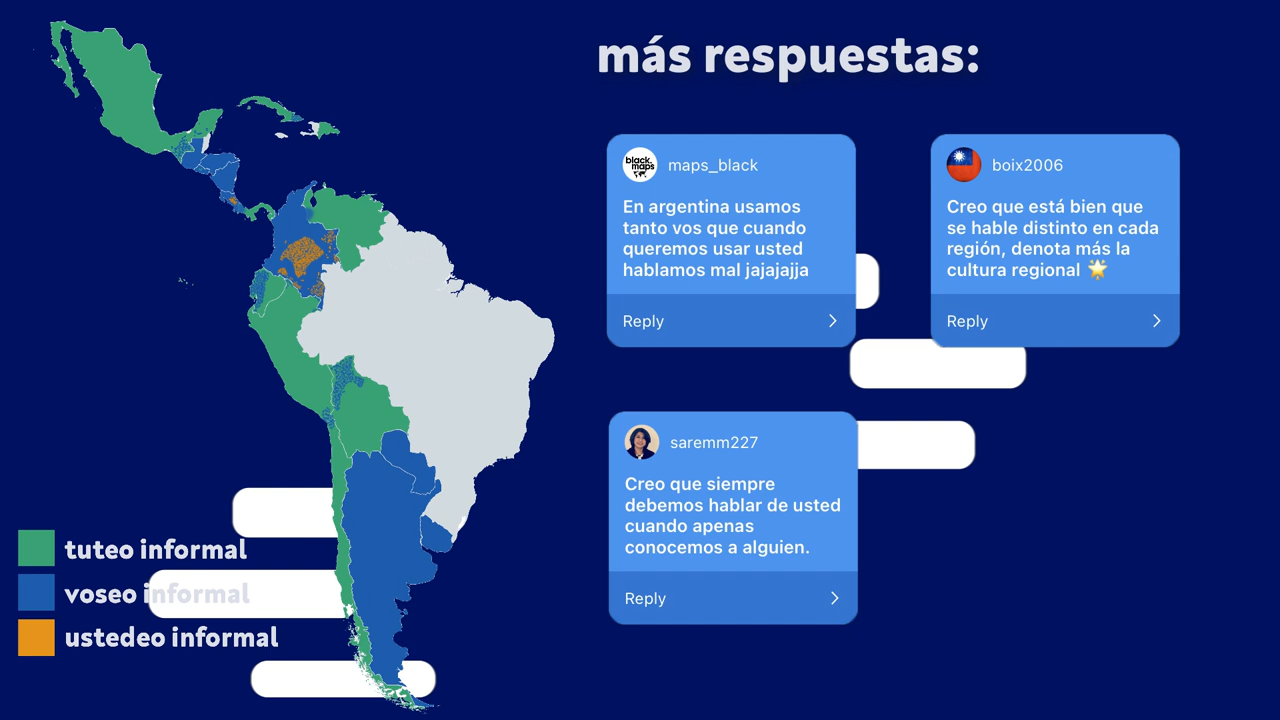 más respuestas:
black.
maps
maps_black
En argentina usamos
tanto vos que cuando
queremos usar usted
hablamos mal jajajajja
Reply
boix2006
Creo que está bien que
se hable distinto en cada
región, denota más la
cultura regional 🌟
Reply
saremm227
Creo que siempre
debemos hablar de usted
cuando apenas
conocemos a alguien.
Reply
tuteo informal
voseo informal
ustedeo informal